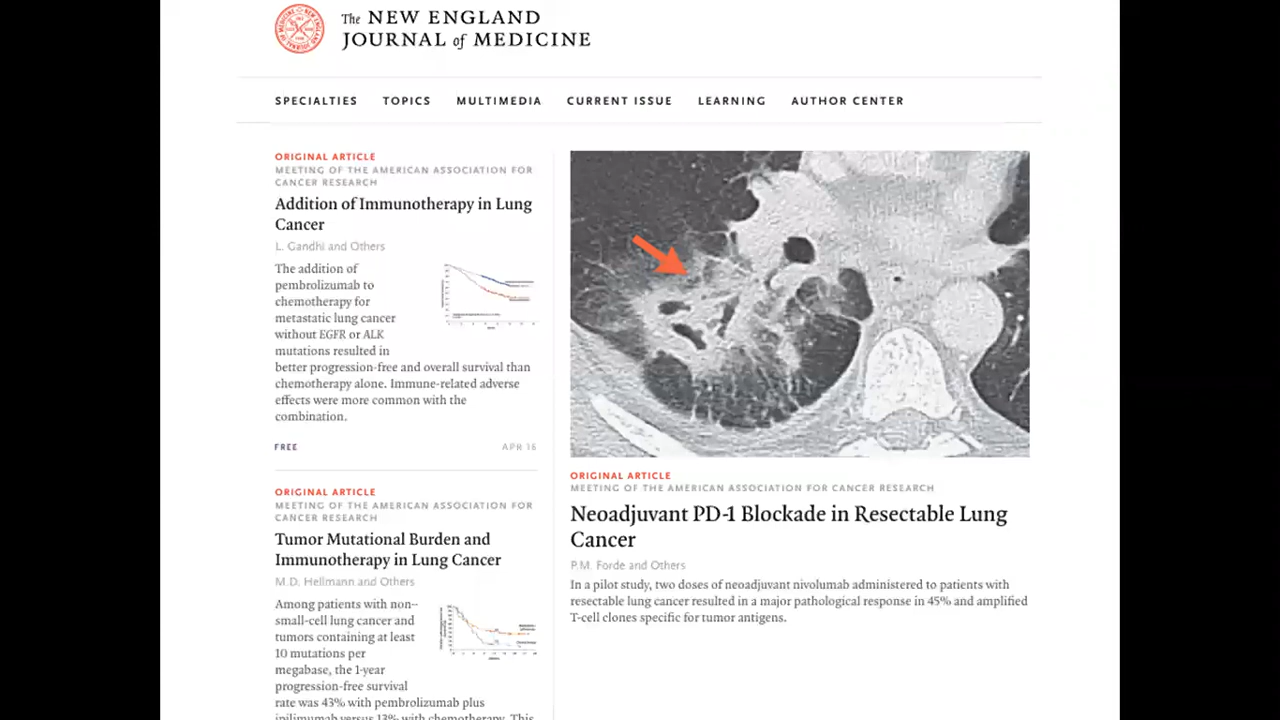 The NEW ENGLAND
JOURNAL of MEDICINE
SPECIALTIES TOPICS MULTIMEDIA CURRENT ISSUE LEARNING AUTHOR CENTER
ORIGINAL ARTICLE
MEETING OF THE AMERICAN ASSOCIATION FOR
CANCER RESEARCH
Addition of Immunotherapy in Lung
Cancer
L. Gandhi and Others
The addition of
pembrolizumab to
chemotherapy for
metastatic lung cancer
without EGFR or ALK
mutations resulted in
better progression-free and overall survival than
chemotherapy alone. Immune-related adverse
effects were more common with the
combination.
FREE APR 16
ORIGINAL ARTICLE
MEETING OF THE AMERICAN ASSOCIATION FOR
CANCER RESEARCH
Tumor Mutational Burden and
Immunotherapy in Lung Cancer
M.D. Hellmann and Others
Among patients with non–
small-cell lung cancer and
tumors containing at least
10 mutations per
megabase, the 1-year
progression-free survival
rate was 43% with pembrolizumab plus
ipilimumab versus 13% with chemotherapy. This
ORIGINAL ARTICLE
MEETING OF THE AMERICAN ASSOCIATION FOR CANCER RESEARCH
Neoadjuvant PD-1 Blockade in Resectable Lung
Cancer
P.M. Forde and Others
In a pilot study, two doses of neoadjuvant nivolumab administered to patients with
resectable lung cancer resulted in a major pathological response in 45% and amplified
T-cell clones specific for tumor antigens.